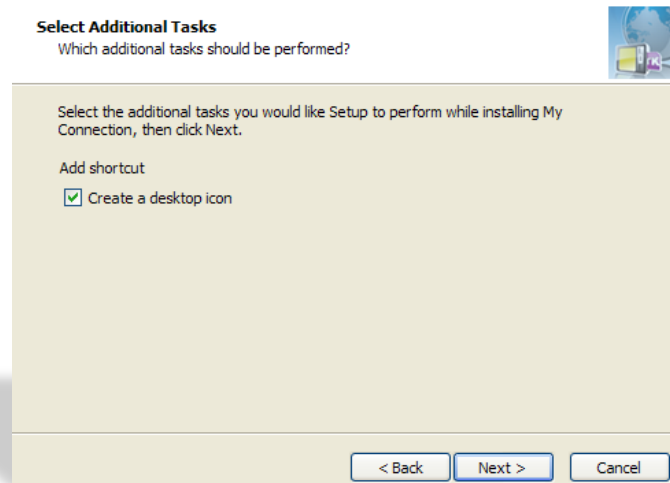 Select Additional Tasks
Which additional tasks should be performed?
Select the additional tasks you would like Setup to perform while installing My
Connection, then click Next.
Add shortcut
Create a desktop icon
< Back
Next >
Cancel